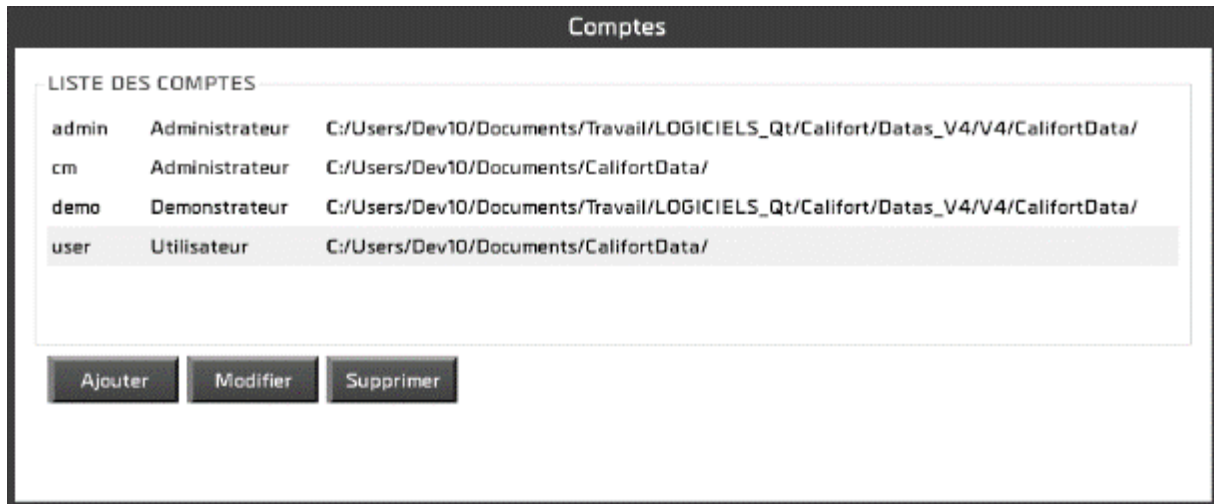 Comptes
LISTE DES COMPTES
admin Administrateur C:/Users/Dev10/Documents/Travail/LOGICIELS_Qt/Califort/Datas_V4/V4/CalifortData/
cm Administrateur C:/Users/Dev10/Documents/CalifortData/
demo Demonstrateur C:/Users/Dev10/Documents/Travail/LOGICIELS_Qt/Califort/Datas_V4/V4/CalifortData/
user Utilisateur C:/Users/Dev10/Documents/CalifortData/
Ajouter Modifier Supprimer